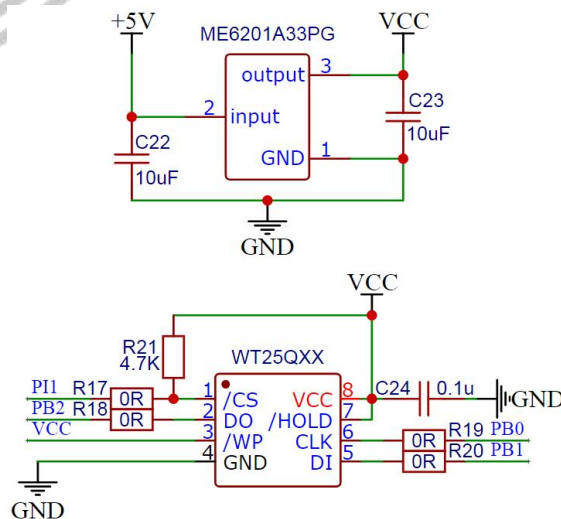 +5V
ME6201A33PG
VCC
output 3
2 input
C22
10uF
C23
10uF
GND 1
GND
VCC
R21
4.7K
WT25QXX
PI1 R17 0R 1 /CS
VCC 8 C24 0.1u GND
PB2 R18 0R 2 DO
/HOLD 7
VCC 3 /WP
CLK 6 0R R19 PB0
4 GND
DI 5 0R R20 PB1
GND